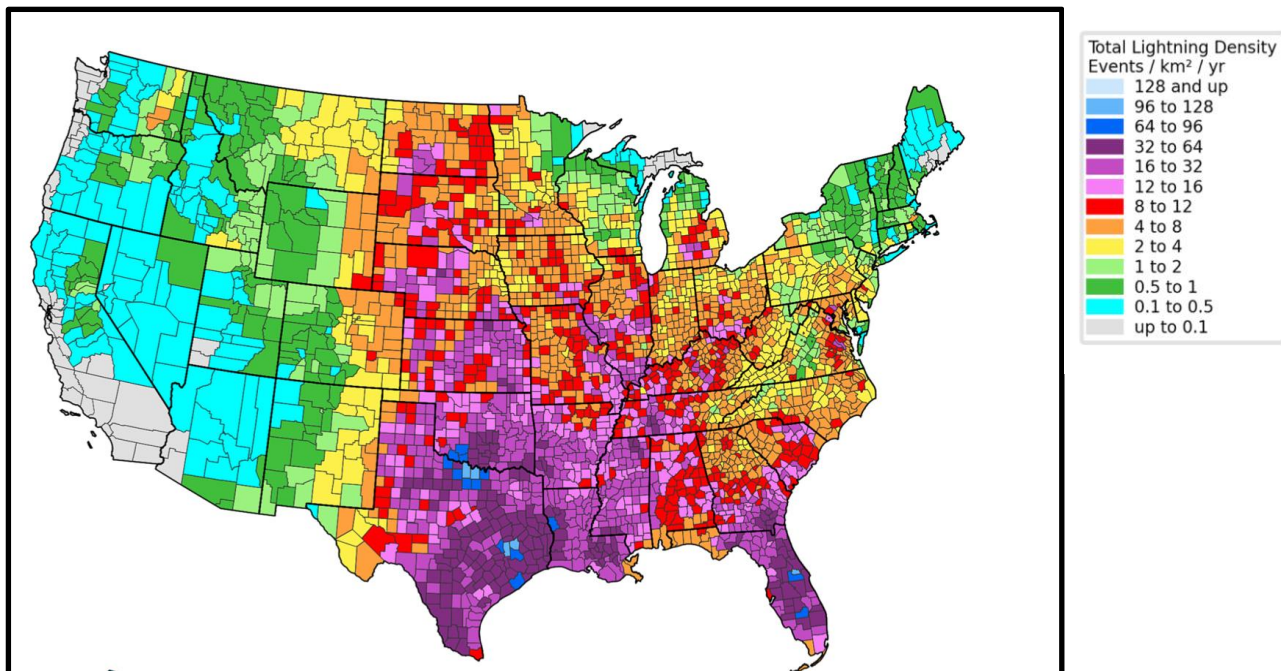 Total Lightning Density
Events / km² / yr
128 and up
96 to 128
64 to 96
32 to 64
16 to 32
12 to 16
8 to 12
4 to 8
2 to 4
1 to 2
0.5 to 1
0.1 to 0.5
up to 0.1